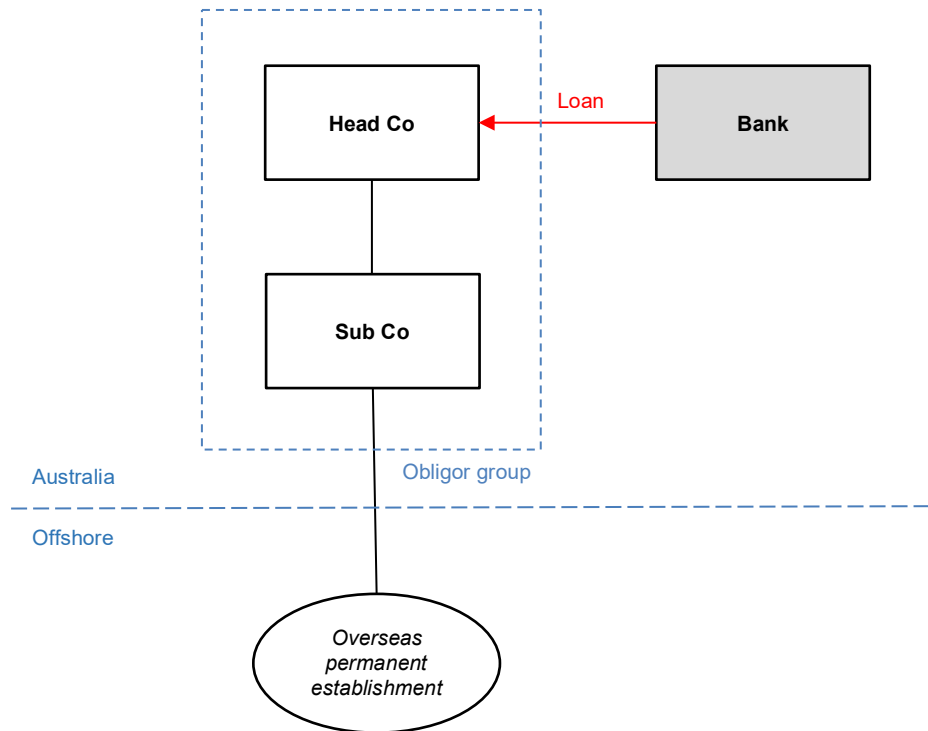 Head Co
Loan
Bank
Sub Co
Obligor group
Australia
Offshore
Overseas
permanent
establishment